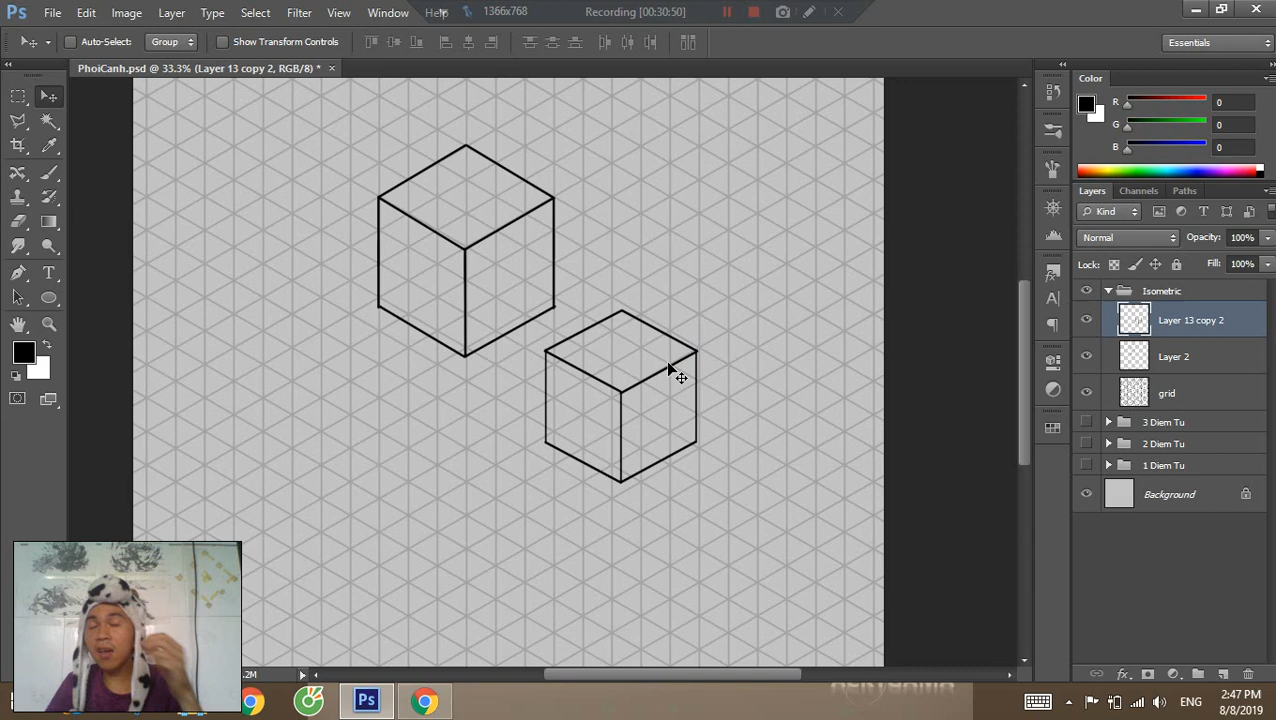 Ps File Edit Image Layer Type Select Filter View Window Help
1366x768 Recording [00:30:50]
Auto-Select: Group Show Transform Controls Essentials
PhoiCanh.psd @ 33.3% (Layer 13 copy 2, RGB/8) * ×
Color
R 0
G 0
B 0
Layers Channels Paths
Kind
Normal Opacity: 100%
Lock: Fill: 100%
Isometric
Layer 13 copy 2
Layer 2
grid
3 Diem Tu
2 Diem Tu
1 Diem Tu
Background
fx
Ps ENG 2:47 PM
8/8/2019